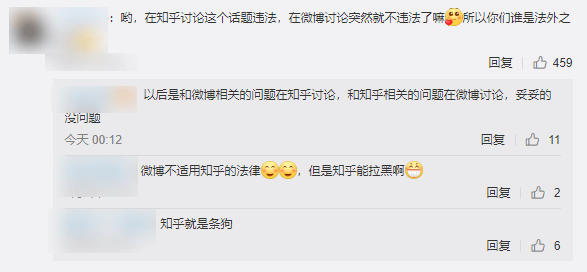 ：哟，在知乎讨论这个话题违法，在微博讨论突然就不违法了嘛🥰所以你们谁是法外之
回复 459
以后是和微博相关的问题在知乎讨论，和知乎相关的问题在微博讨论，妥妥的
没问题
今天 00:12 回复 11
微博不适用知乎的法律😊😊，但是知乎能拉黑啊😁
回复 2
知乎就是条狗
回复 6